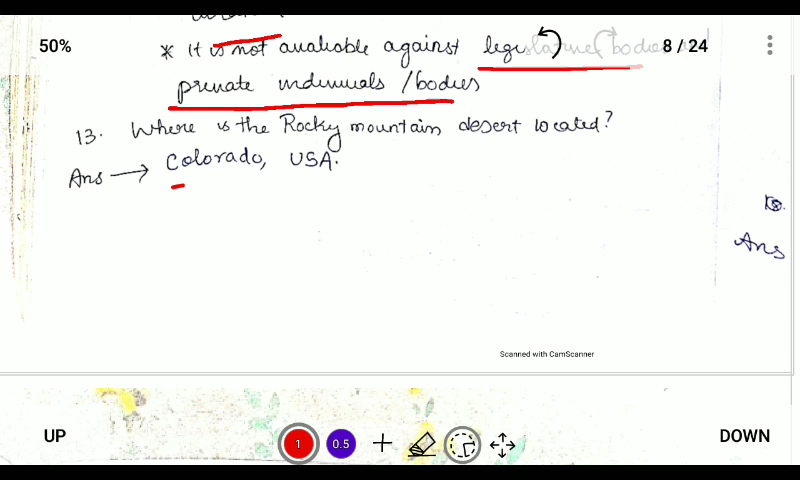 50%
8 / 24
* It is not available against legislature bodies
private individuals / bodies
13. Where is the Rocky mountain desert located?
Ans → Colorado, USA.
Ans
Scanned with CamScanner
UP
1
0.5
DOWN